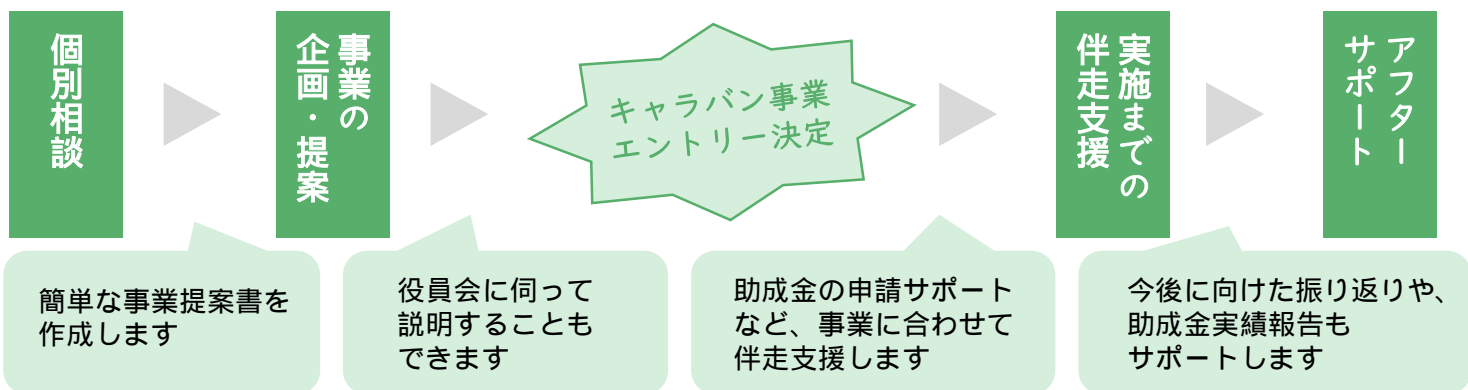 個別相談
事業の
企画・提案
キャラバン事業
エントリー決定
実施までの
伴走支援
アフター
サポート
簡単な事業提案書を
作成します
役員会に伺って
説明することも
できます
助成金の申請サポート
など、事業に合わせて
伴走支援します
今後に向けた振り返りや、
助成金実績報告も
サポートします